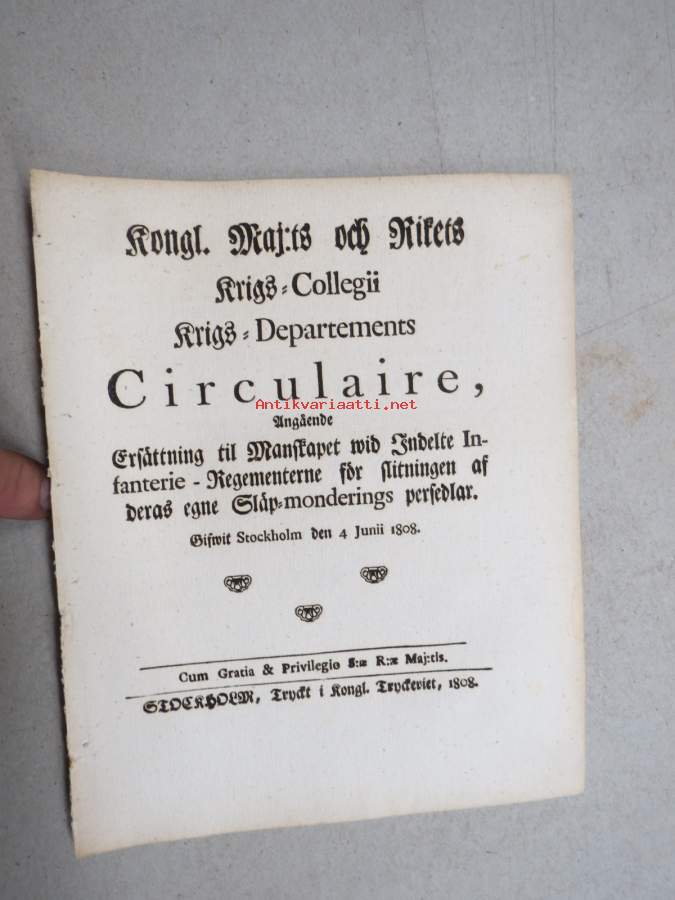 Kongl. Maj:ts och Rikets
Krigs-Collegii
Krigs-Departements
Circulaire,
Antikvariaatti.net
Angående
Ersättning til Manskapet wid Indelte In-
fanterie-Regementerne för slitningen af
deras egne Släp-monderings persedlar.
Gifwit Stockholm den 4 Junii 1808.
Cum Gratia & Privilegio S:æ R:æ Maj:tis.
STOCKHOLM, Tryckt i Kongl. Tryckeriet, 1808.